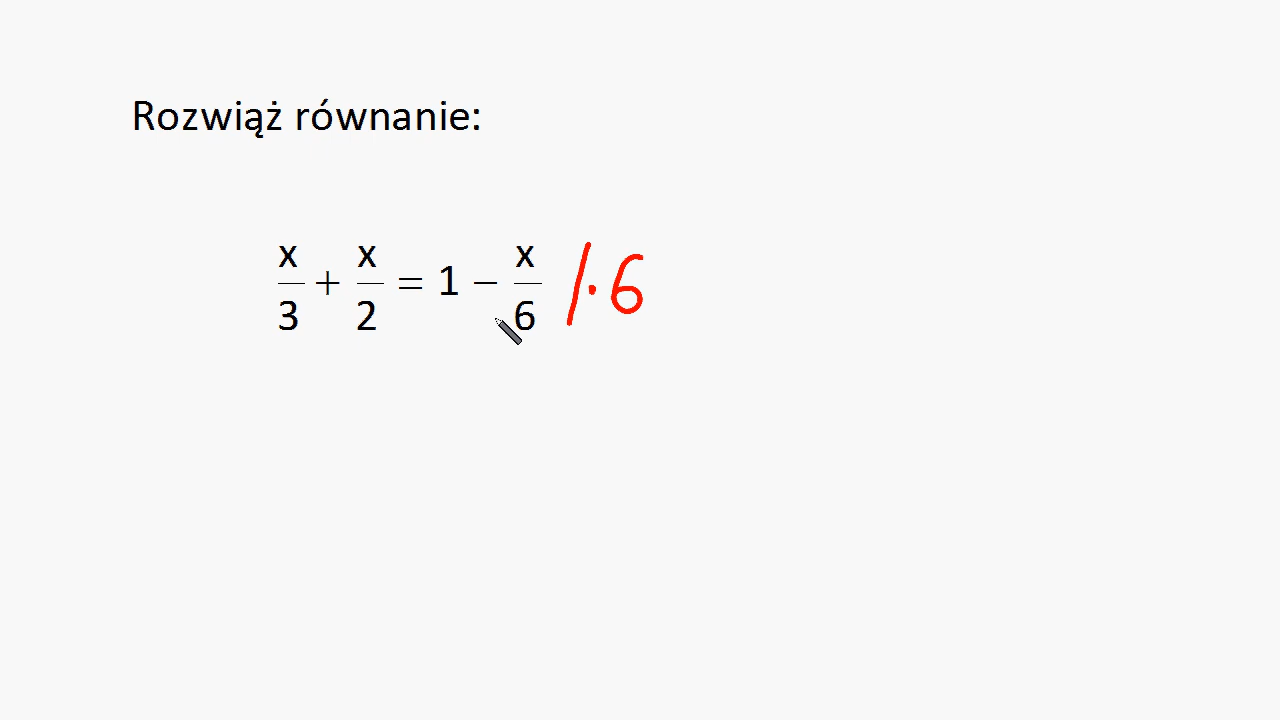 Rozwiąż równanie:
x/3 + x/2 = 1 − x/6 /·6